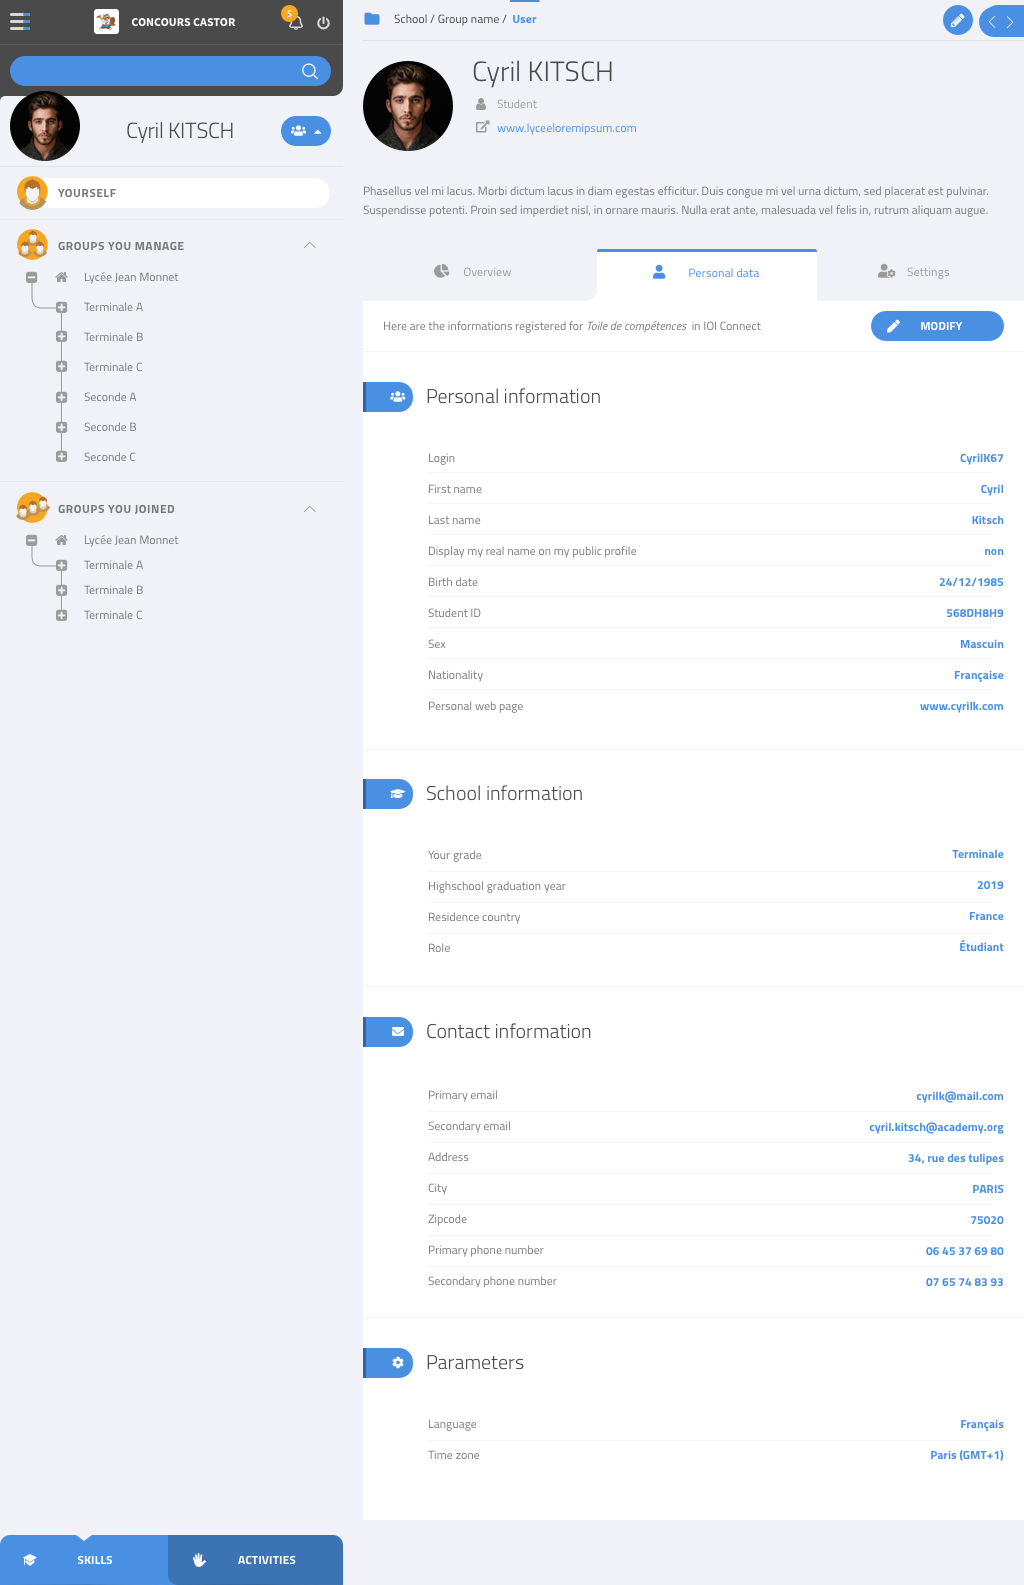 CONCOURS CASTOR
5
Cyril KITSCH
YOURSELF
GROUPS YOU MANAGE
Lycée Jean Monnet
Terminale A
Terminale B
Terminale C
Seconde A
Seconde B
Seconde C
GROUPS YOU JOINED
Lycée Jean Monnet
Terminale A
Terminale B
Terminale C
SKILLS
ACTIVITIES
School / Group name / User
Cyril KITSCH
Student
www.lyceeloremipsum.com
Phasellus vel mi lacus. Morbi dictum lacus in diam egestas efficitur. Duis congue mi vel urna dictum, sed placerat est pulvinar.
Suspendisse potenti. Proin sed imperdiet nisl, in ornare mauris. Nulla erat ante, malesuada vel felis in, rutrum aliquam augue.
Overview
Personal data
Settings
Here are the informations registered for Toile de compétences in IOI Connect
MODIFY
Personal information
Login CyrilK67
First name Cyril
Last name Kitsch
Display my real name on my public profile non
Birth date 24/12/1985
Student ID 568DH8H9
Sex Mascuin
Nationality Française
Personal web page www.cyrilk.com
School information
Your grade Terminale
Highschool graduation year 2019
Residence country France
Role Étudiant
Contact information
Primary email cyrilk@mail.com
Secondary email cyril.kitsch@academy.org
Address 34, rue des tulipes
City PARIS
Zipcode 75020
Primary phone number 06 45 37 69 80
Secondary phone number 07 65 74 83 93
Parameters
Language Français
Time zone Paris (GMT+1)